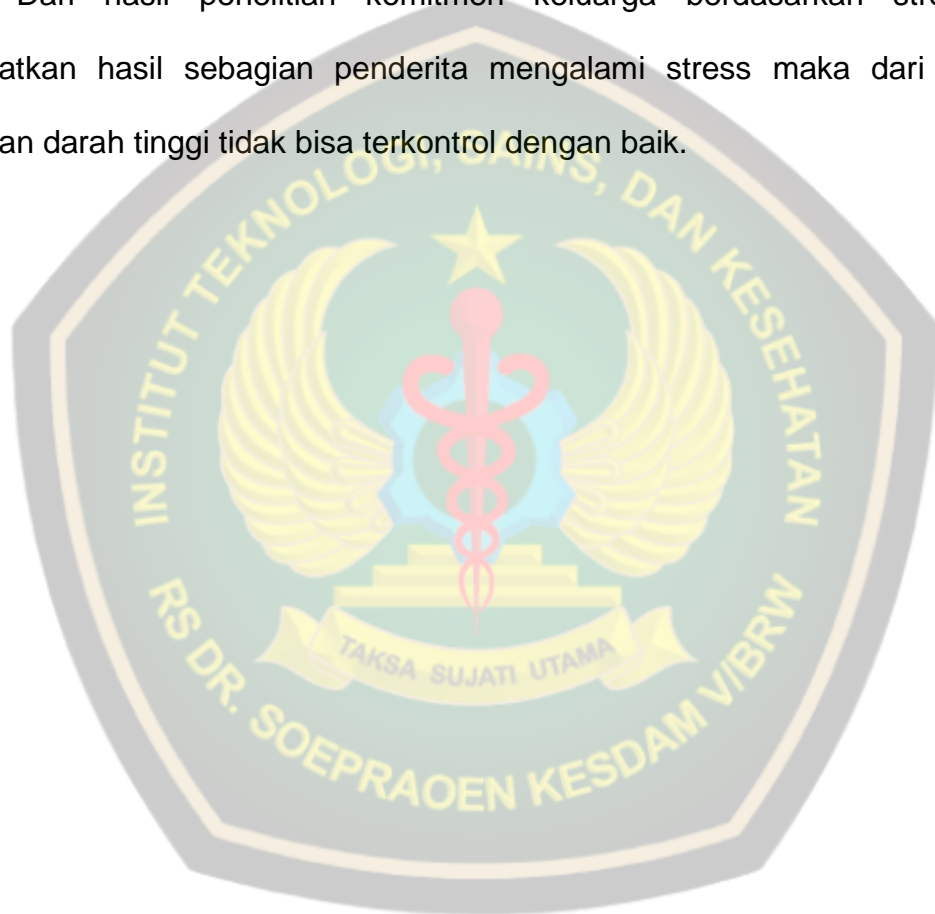 Dari hasil penelitian komitmen keluarga berdasarkan stre
atkan hasil sebagian penderita mengalami stress maka dari
an darah tinggi tidak bisa terkontrol dengan baik.
INSTITUT TEKNOLOGI, SAINS, DAN KESEHATAN
TAKSA SUJATI UTAMA
RS DR. SOEPRAOEN KESDAM V/BRW